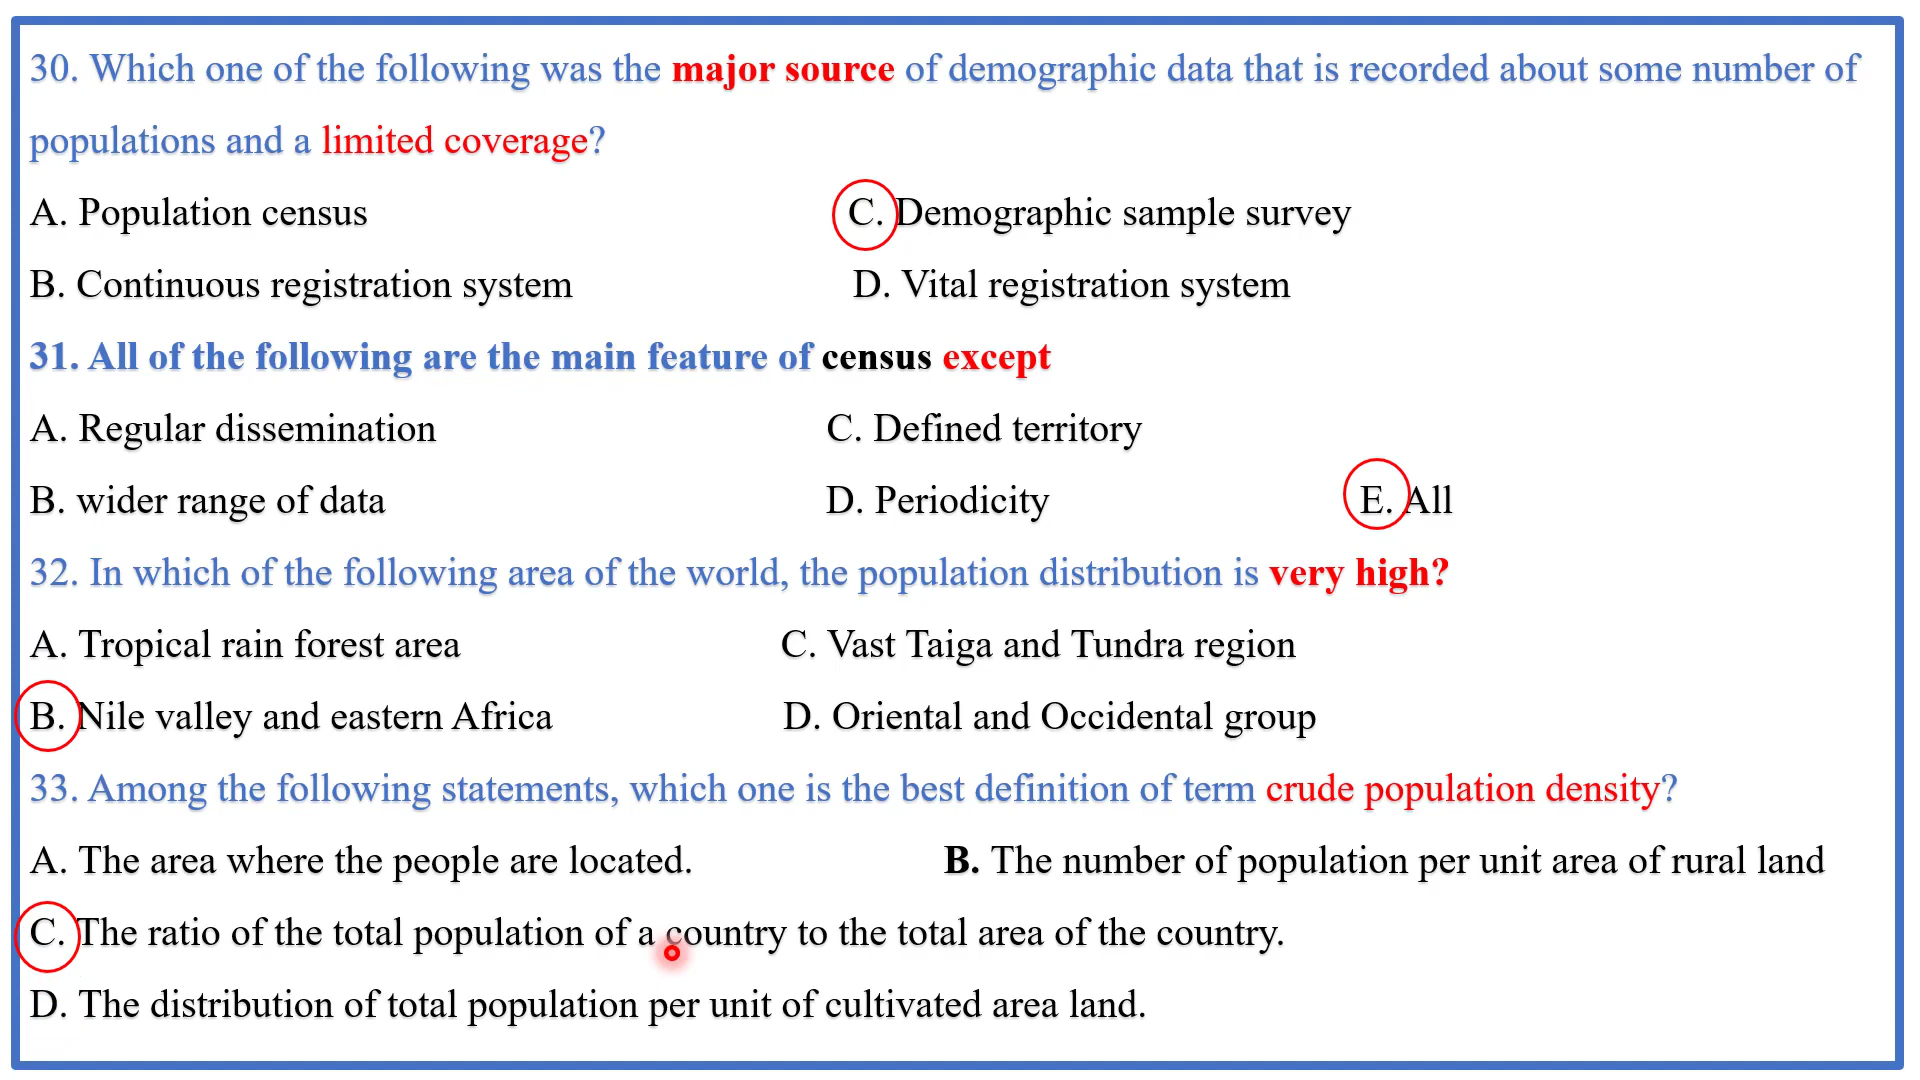 30. Which one of the following was the major source of demographic data that is recorded about some number of
populations and a limited coverage?
A. Population census C. Demographic sample survey
B. Continuous registration system D. Vital registration system
31. All of the following are the main feature of census except
A. Regular dissemination C. Defined territory
B. wider range of data D. Periodicity E. All
32. In which of the following area of the world, the population distribution is very high?
A. Tropical rain forest area C. Vast Taiga and Tundra region
B. Nile valley and eastern Africa D. Oriental and Occidental group
33. Among the following statements, which one is the best definition of term crude population density?
A. The area where the people are located. B. The number of population per unit area of rural land
C. The ratio of the total population of a country to the total area of the country.
D. The distribution of total population per unit of cultivated area land.